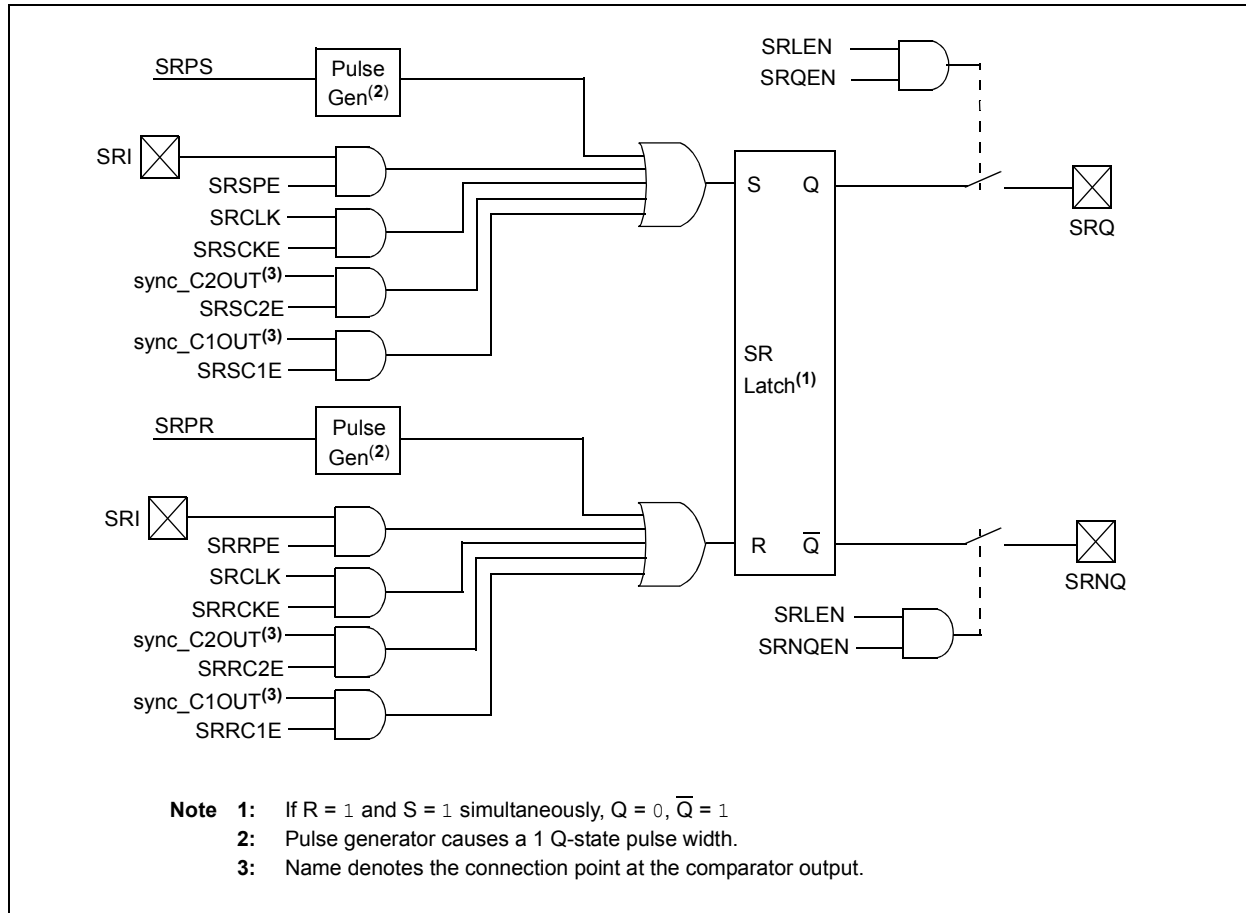 SRPS
Pulse
Gen(2)
SRI
SRSPE
SRCLK
SRSCKE
sync_C2OUT(3)
SRSC2E
sync_C1OUT(3)
SRSC1E
SRPR
Pulse
Gen(2)
SRI
SRRPE
SRCLK
SRRCKE
sync_C2OUT(3)
SRRC2E
sync_C1OUT(3)
SRRC1E
S Q
SR
Latch(1)
R Q̅
SRLEN
SRQEN
SRQ
SRNQ
SRLEN
SRNQEN
Note 1: If R = 1 and S = 1 simultaneously, Q = 0, Q̅ = 1
2: Pulse generator causes a 1 Q-state pulse width.
3: Name denotes the connection point at the comparator output.